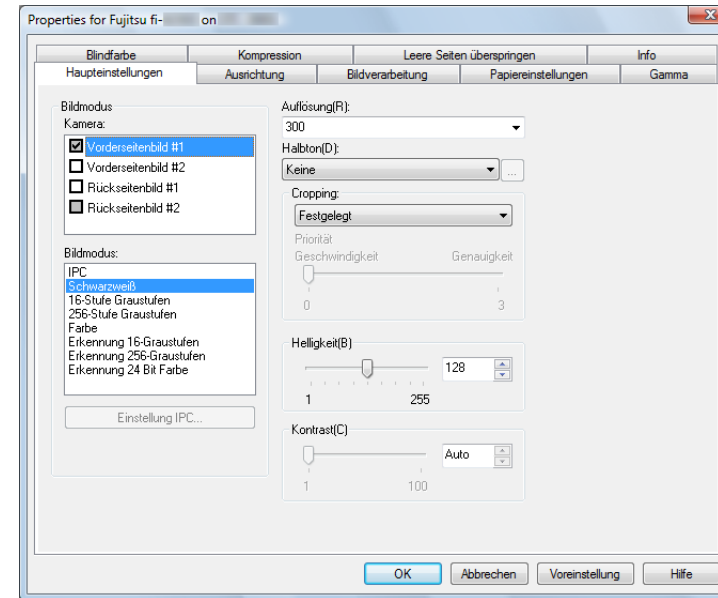 Properties for Fujitsu fi- on
Blindfarbe Kompression Leere Seiten überspringen Info
Haupteinstellungen Ausrichtung Bildverarbeitung Papiereinstellungen Gamma
Bildmodus
Kamera:
Vorderseitenbild #1
Vorderseitenbild #2
Rückseitenbild #1
Rückseitenbild #2
Bildmodus:
IPC
Schwarzweiß
16-Stufe Graustufen
256-Stufe Graustufen
Farbe
Erkennung 16-Graustufen
Erkennung 256-Graustufen
Erkennung 24 Bit Farbe
Einstellung IPC...
Auflösung(R):
300
Halbton(D):
Keine ...
Cropping:
Festgelegt
Priorität
Geschwindigkeit Genauigkeit
0 3
Helligkeit(B)
128
1 255
Kontrast(C)
Auto
1 100
OK Abbrechen Voreinstellung Hilfe